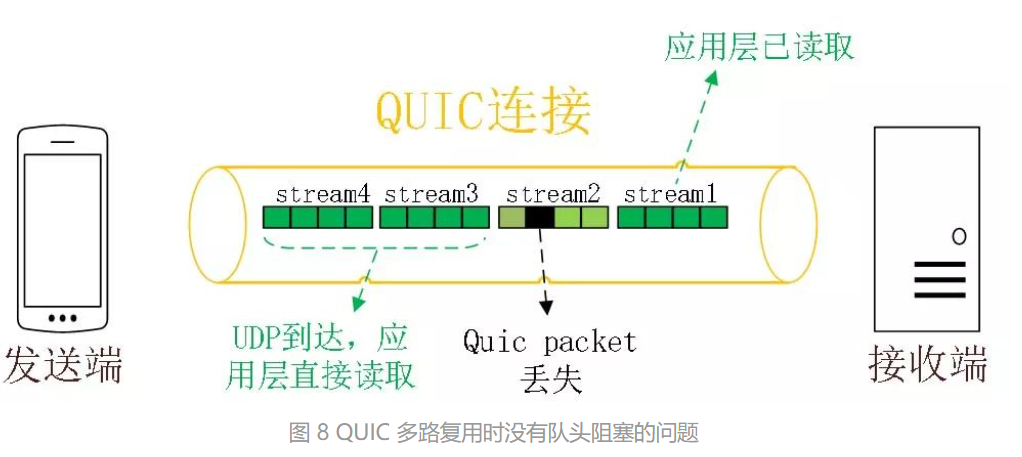 应用层已读取
QUIC连接
stream4 stream3 stream2 stream1
UDP到达，应
用层直接读取
Quic packet
丢失
发送端
接收端
图 8 QUIC 多路复用时没有队头阻塞的问题